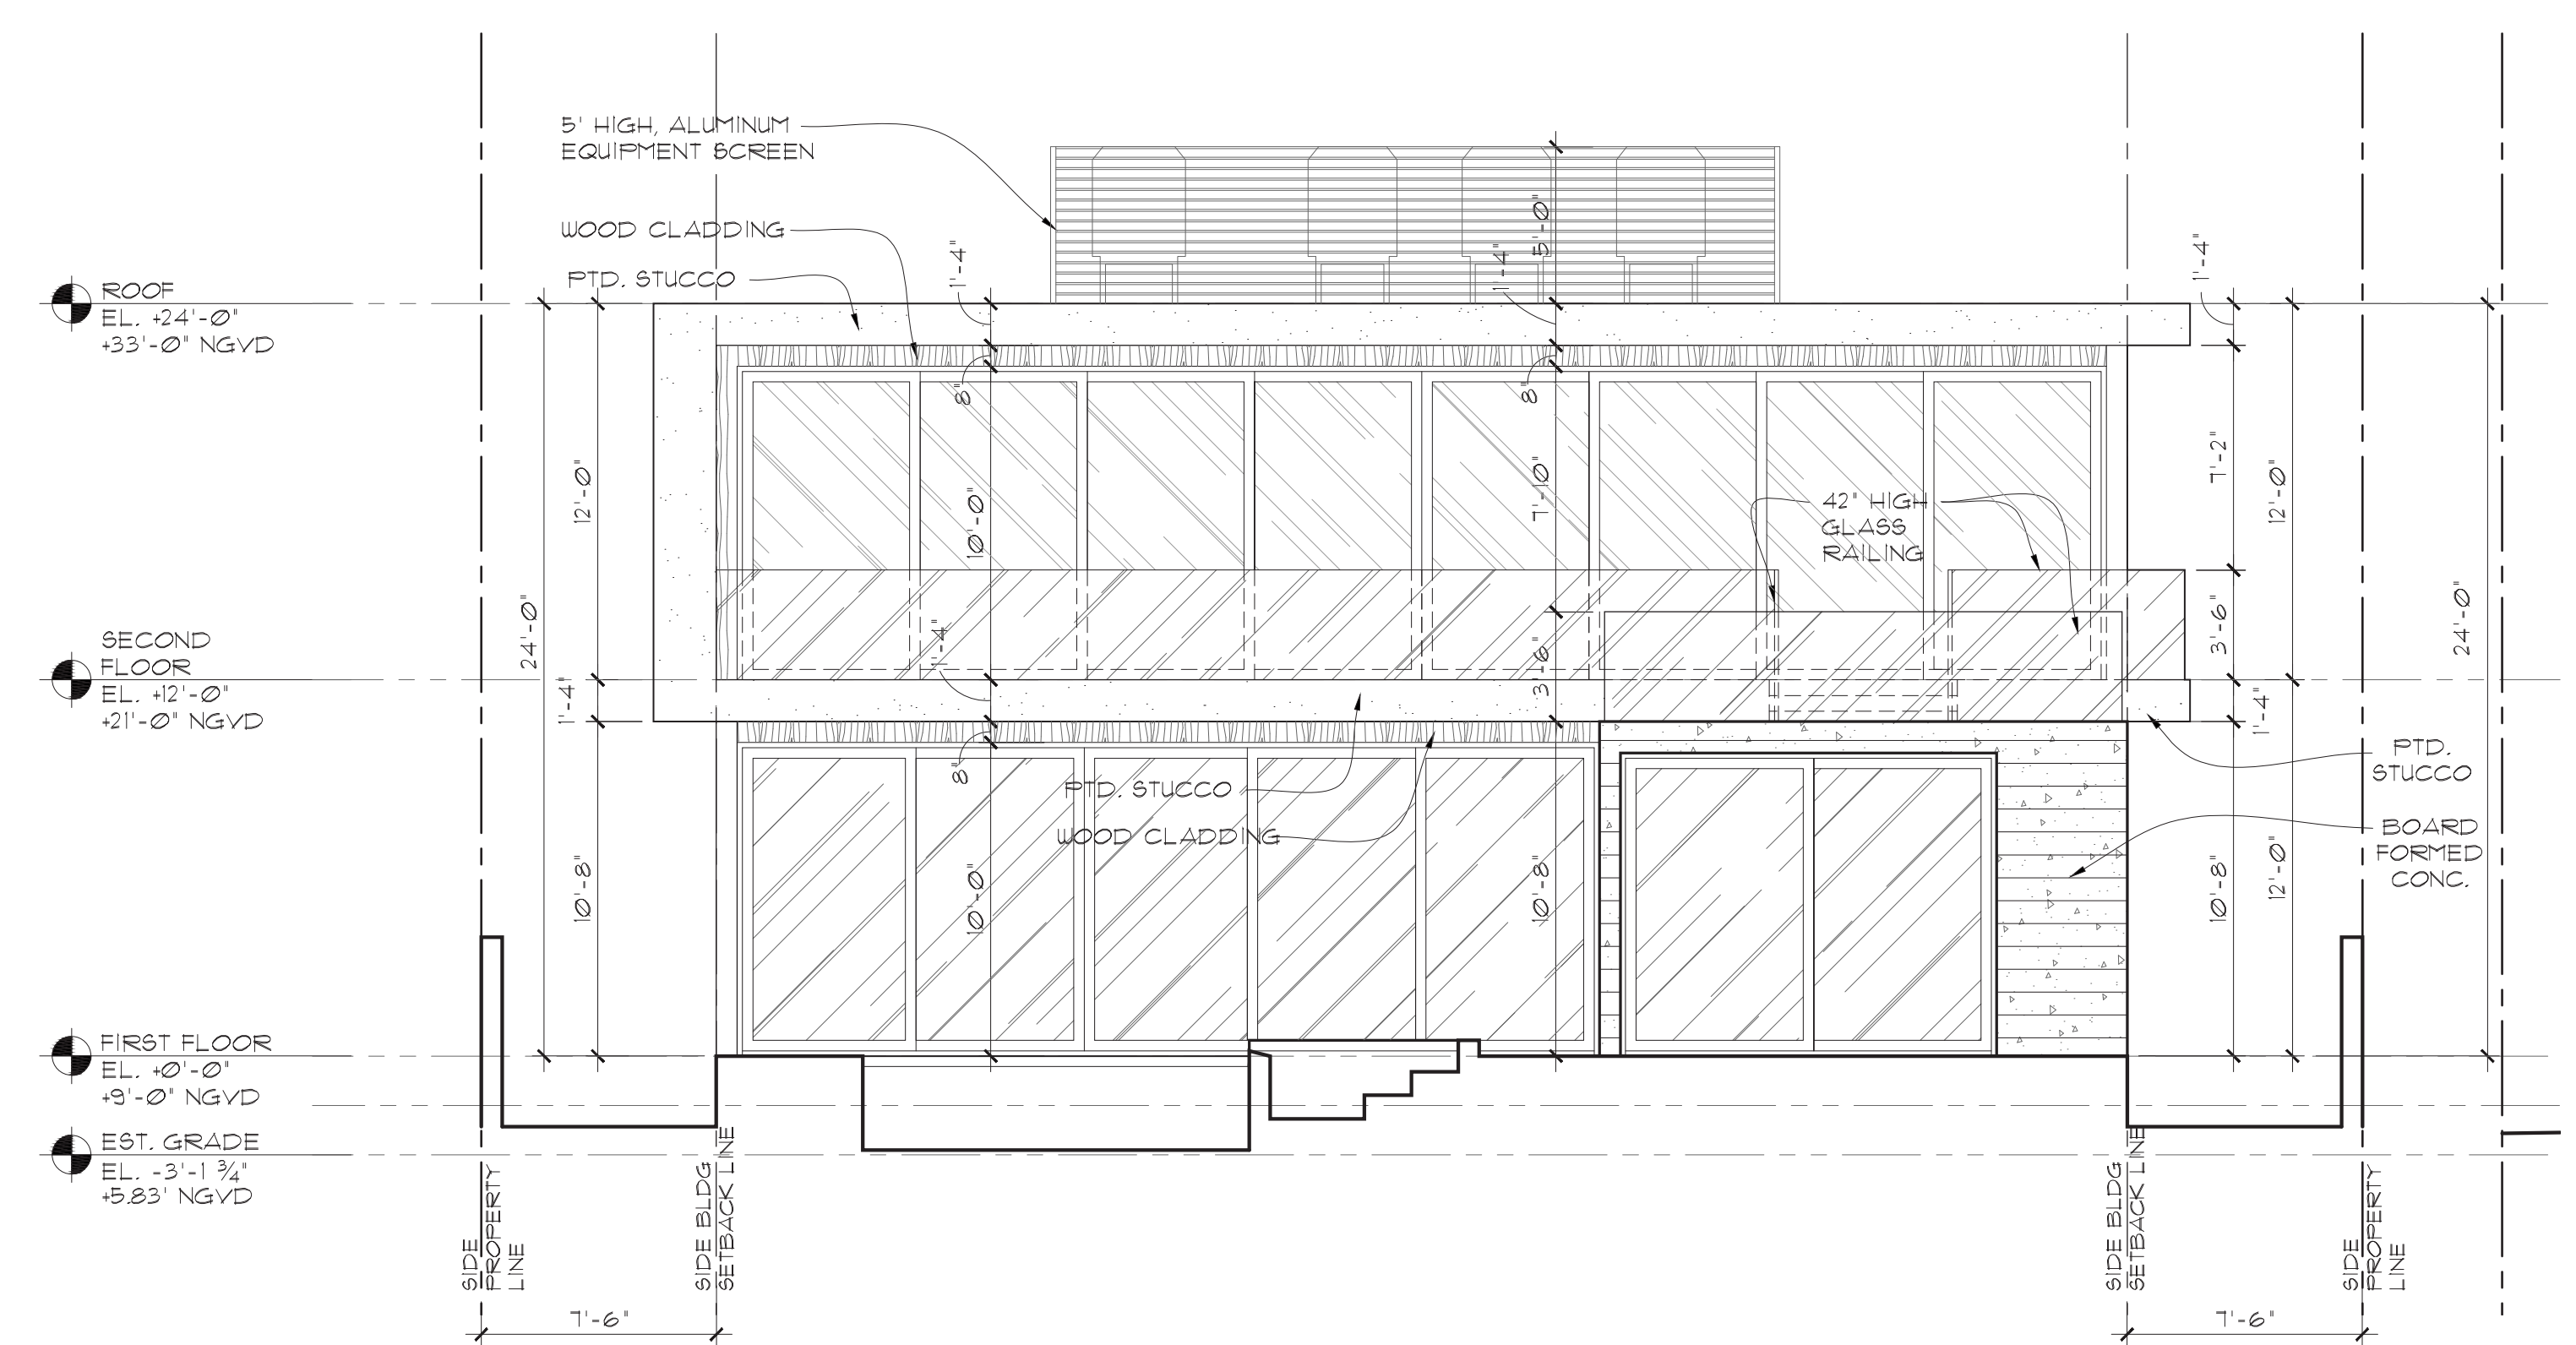 5' HIGH, ALUMINUM
EQUIPMENT SCREEN
WOOD CLADDING
PTD. STUCCO
ROOF
EL. +24'-0"
+33'-0" NGVD
SECOND
FLOOR
EL. +12'-0"
+21'-0" NGVD
FIRST FLOOR
EL. +0'-0"
+9'-0" NGVD
EST. GRADE
EL. -3'-1 3/4"
+5.83' NGVD
24'-0"
12'-0"
1'-4"
10'-8"
1'-4"
8"
10'-0"
1'-4"
8"
10'-0"
5'-0"
1'-4"
8"
7'-10"
3'-6"
10'-8"
42" HIGH
GLASS
RAILING
PTD. STUCCO
WOOD CLADDING
1'-4"
7'-2"
3'-6"
1'-4"
10'-8"
12'-0"
12'-0"
24'-0"
PTD.
STUCCO
BOARD
FORMED
CONC.
SIDE
PROPERTY
LINE
SIDE BLDG
SETBACK LINE
SIDE BLDG
SETBACK LINE
SIDE
PROPERTY
LINE
7'-6"
7'-6"